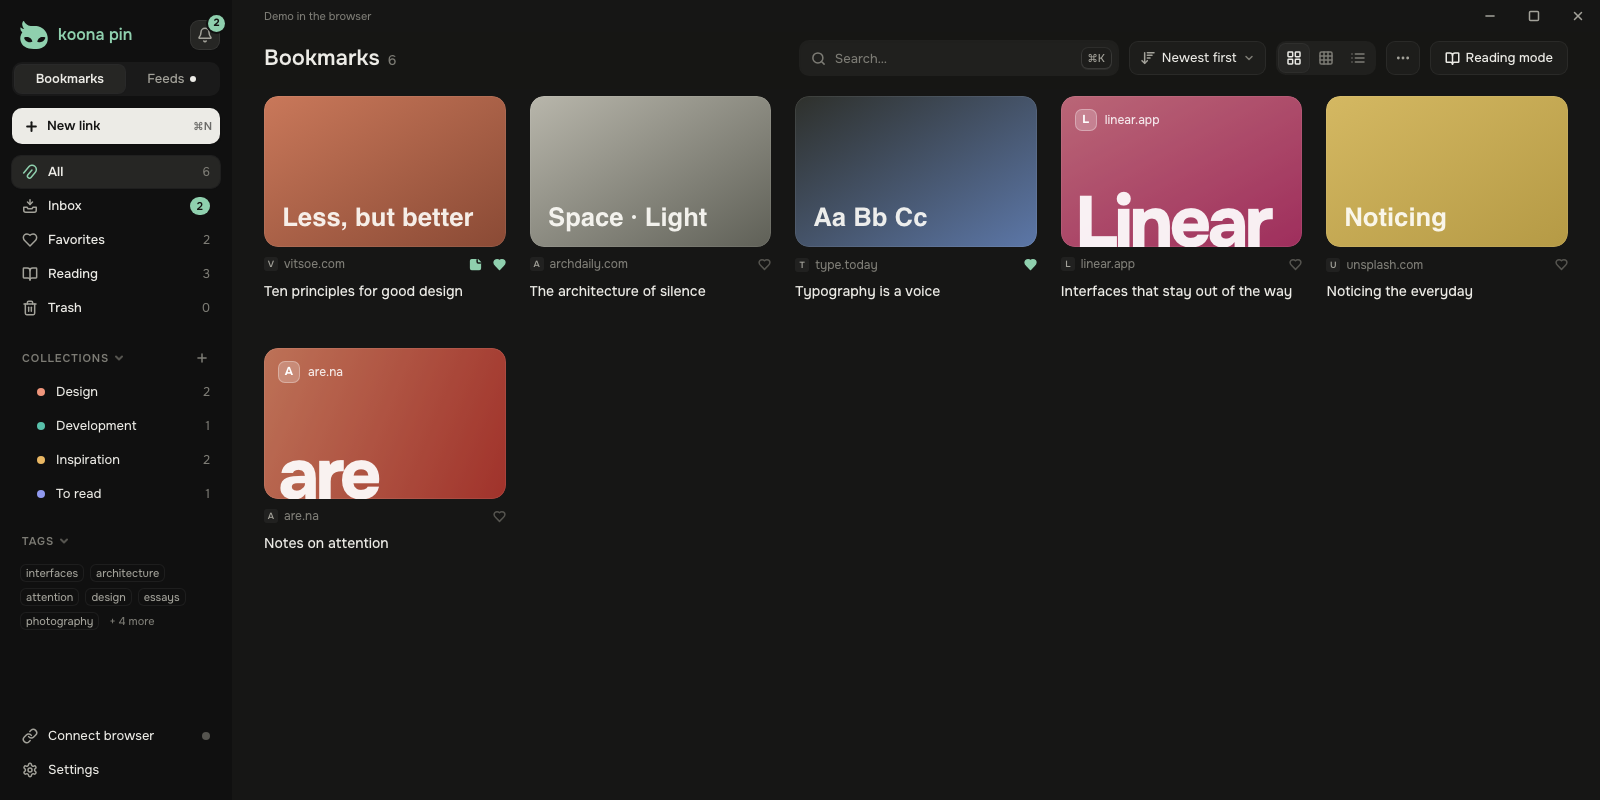 koona pin
2
Bookmarks
Feeds
New link
⌘N
All
6
Inbox
2
Favorites
2
Reading
3
Trash
0
COLLECTIONS
Design
2
Development
1
Inspiration
2
To read
1
TAGS
interfaces
architecture
attention
design
essays
photography
+ 4 more
Connect browser
Settings
Demo in the browser
Bookmarks 6
Search...
⌘K
Newest first
Reading mode
Less, but better
V vitsoe.com
Ten principles for good design
Space · Light
A archdaily.com
The architecture of silence
Aa Bb Cc
T type.today
Typography is a voice
L linear.app
Linear
L linear.app
Interfaces that stay out of the way
Noticing
U unsplash.com
Noticing the everyday
A are.na
are
A are.na
Notes on attention